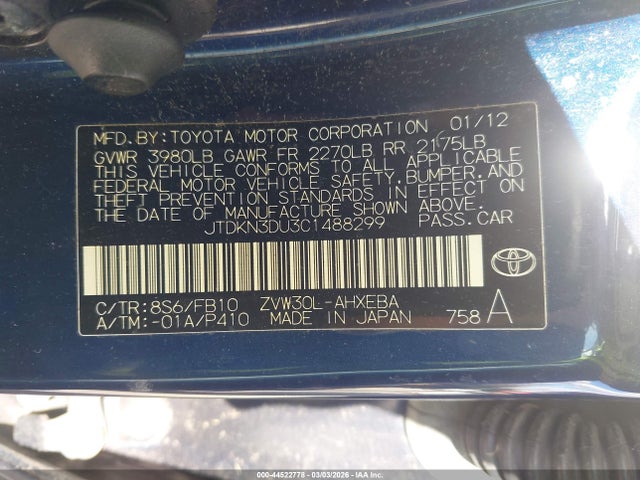 MFD. BY: TOYOTA MOTOR CORPORATION 01/12
GVWR 3980LB GAWR FR 2270LB RR 2175LB
THIS VEHICLE CONFORMS TO ALL APPLICABLE
FEDERAL MOTOR VEHICLE SAFETY, BUMPER, AND
THEFT PREVENTION STANDARDS IN EFFECT ON
THE DATE OF MANUFACTURE SHOWN ABOVE.
JTDKN3DU3C1488299 PASS. CAR
C/TR: 8S6/FB10 ZVW30L-AHXEBA
A/TM: -01A/P410 MADE IN JAPAN 758 A
TOYOTA
000-44522778 - 03/03/2026 - COPYRIGHT IAA, LLC.